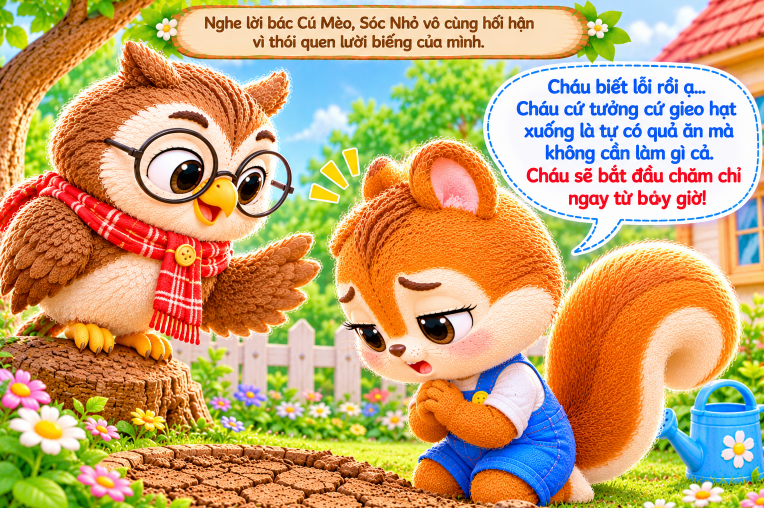 Nghe lời bác Cú Mèo, Sóc Nhỏ vô cùng hối hận
vì thói quen lười biếng của mình.
Cháu biết lỗi rồi ạ...
Cháu cứ tưởng cứ gieo hạt
xuống là tự có quả ăn mà
không cần làm gì cả.
Cháu sẽ bắt đầu chăm chỉ
ngay từ bỏy giờ!